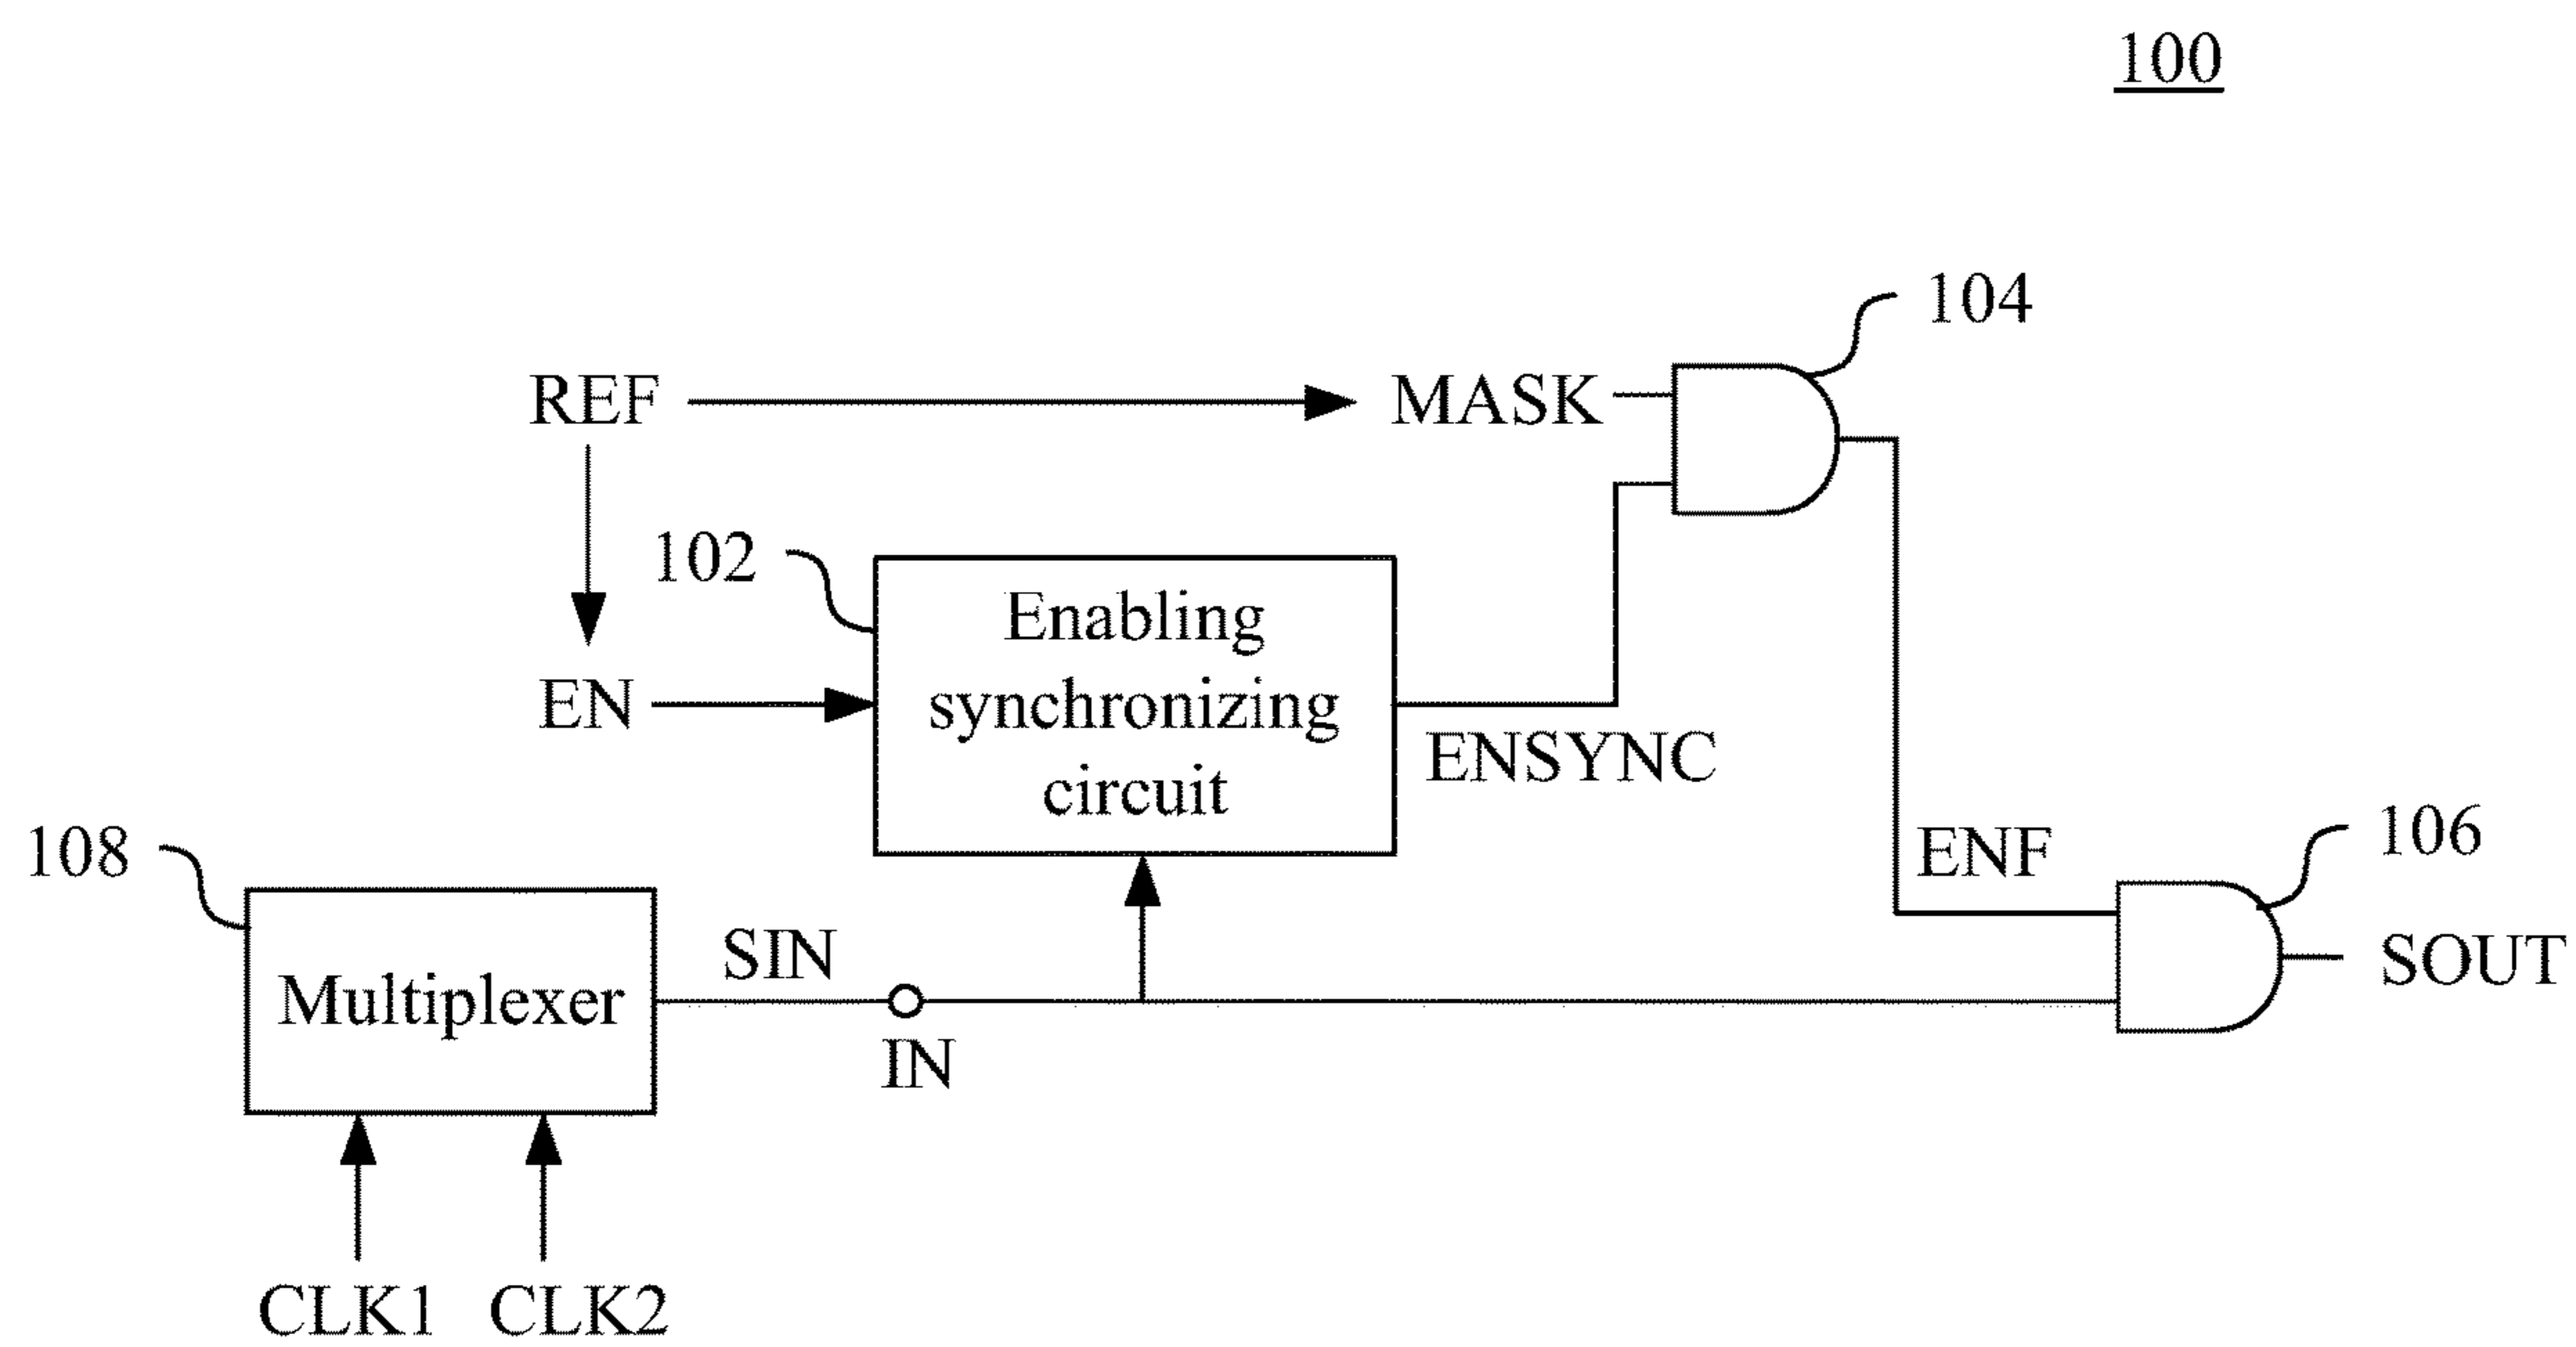 100
104
REF
MASK
102
Enabling
synchronizing
circuit
EN
ENSYNC
108
ENF
106
SIN
SOUT
Multiplexer
IN
CLK1
CLK2